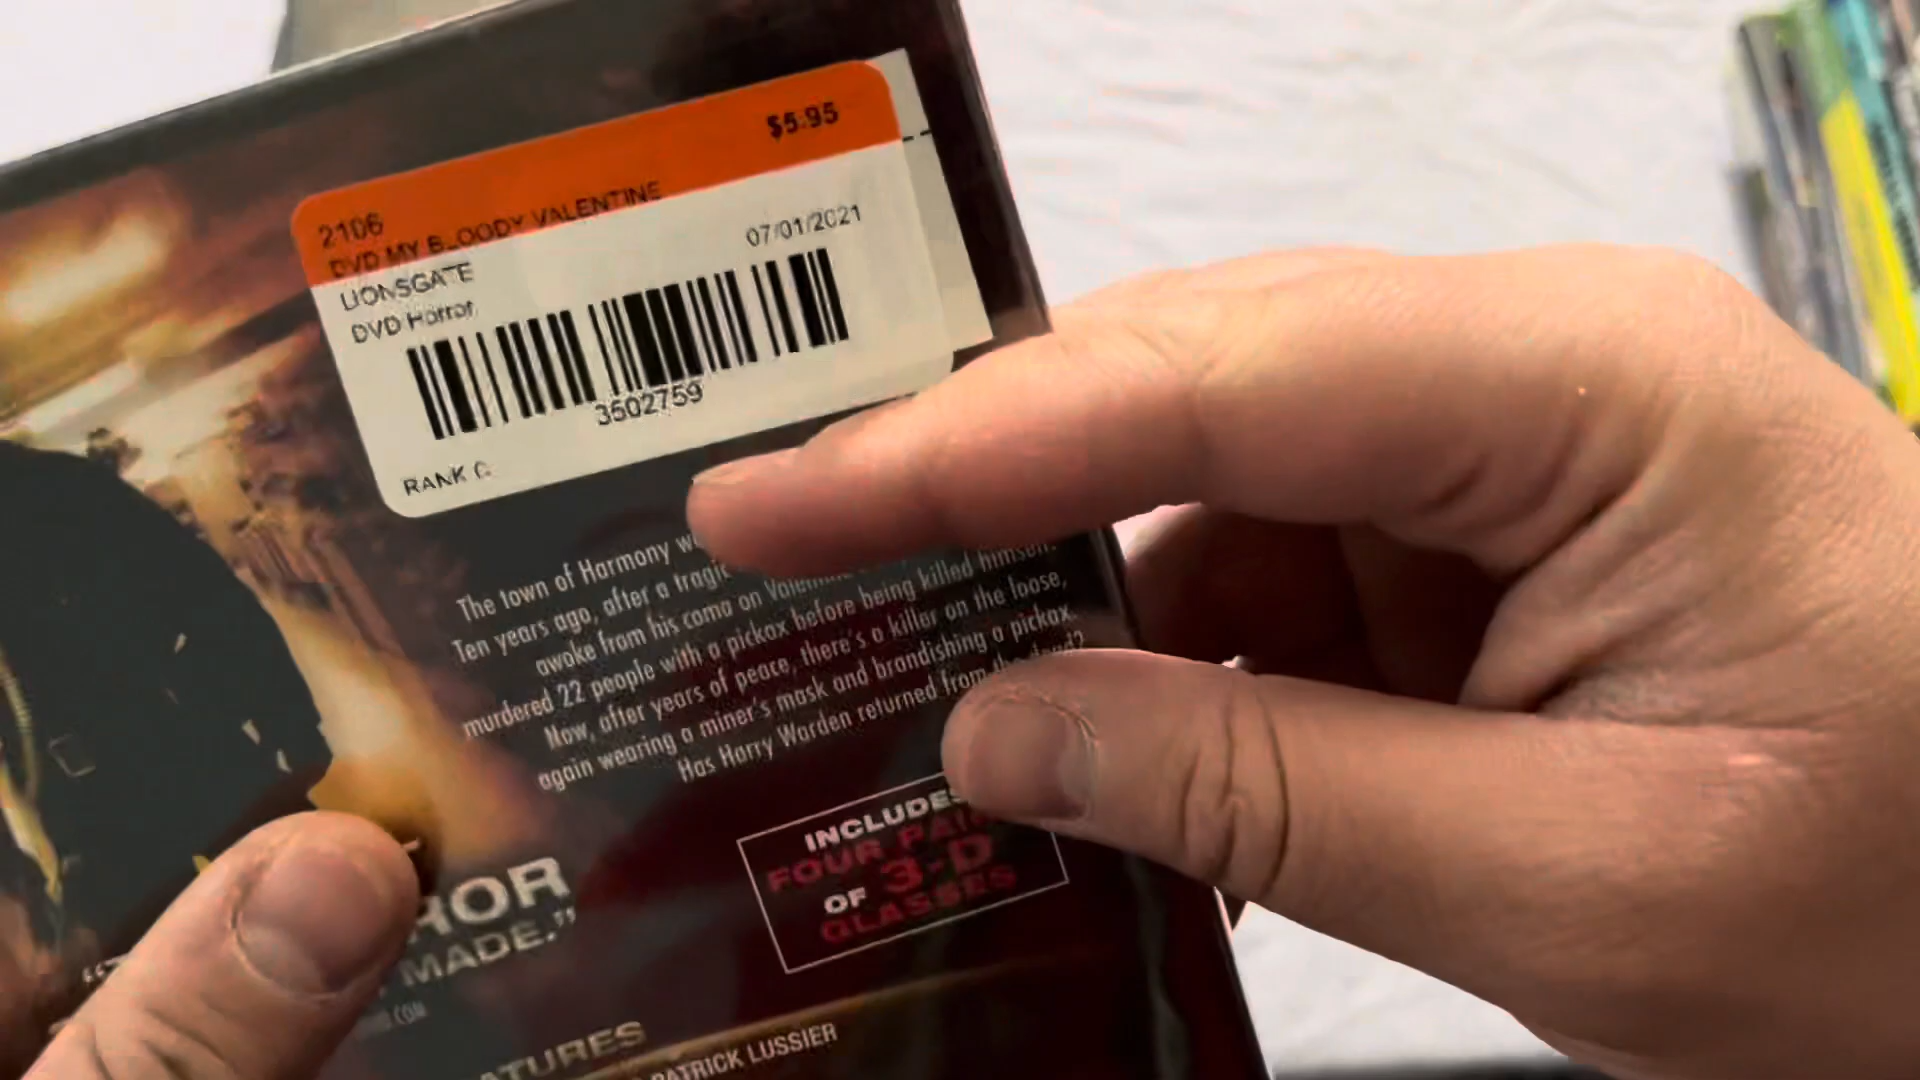 $5.95
2106
DVD MY BLOODY VALENTINE
07/01/2021
LIONSGATE
DVD Horror
3502759
RANK
The town of Harmony
Ten years ago, after a tragic
awoke from his coma on
murdered 22 people with a pickax before being killed himself.
Now, after years of peace, there's a killer on the loose,
again wearing a miner's mask and brandishing a pickax.
Has Harry Warden returned from the dead?
INCLUDES
FOUR
OF 3-D
GLASSES
HOR
MADE."
ATURES
PATRICK LUSSIER